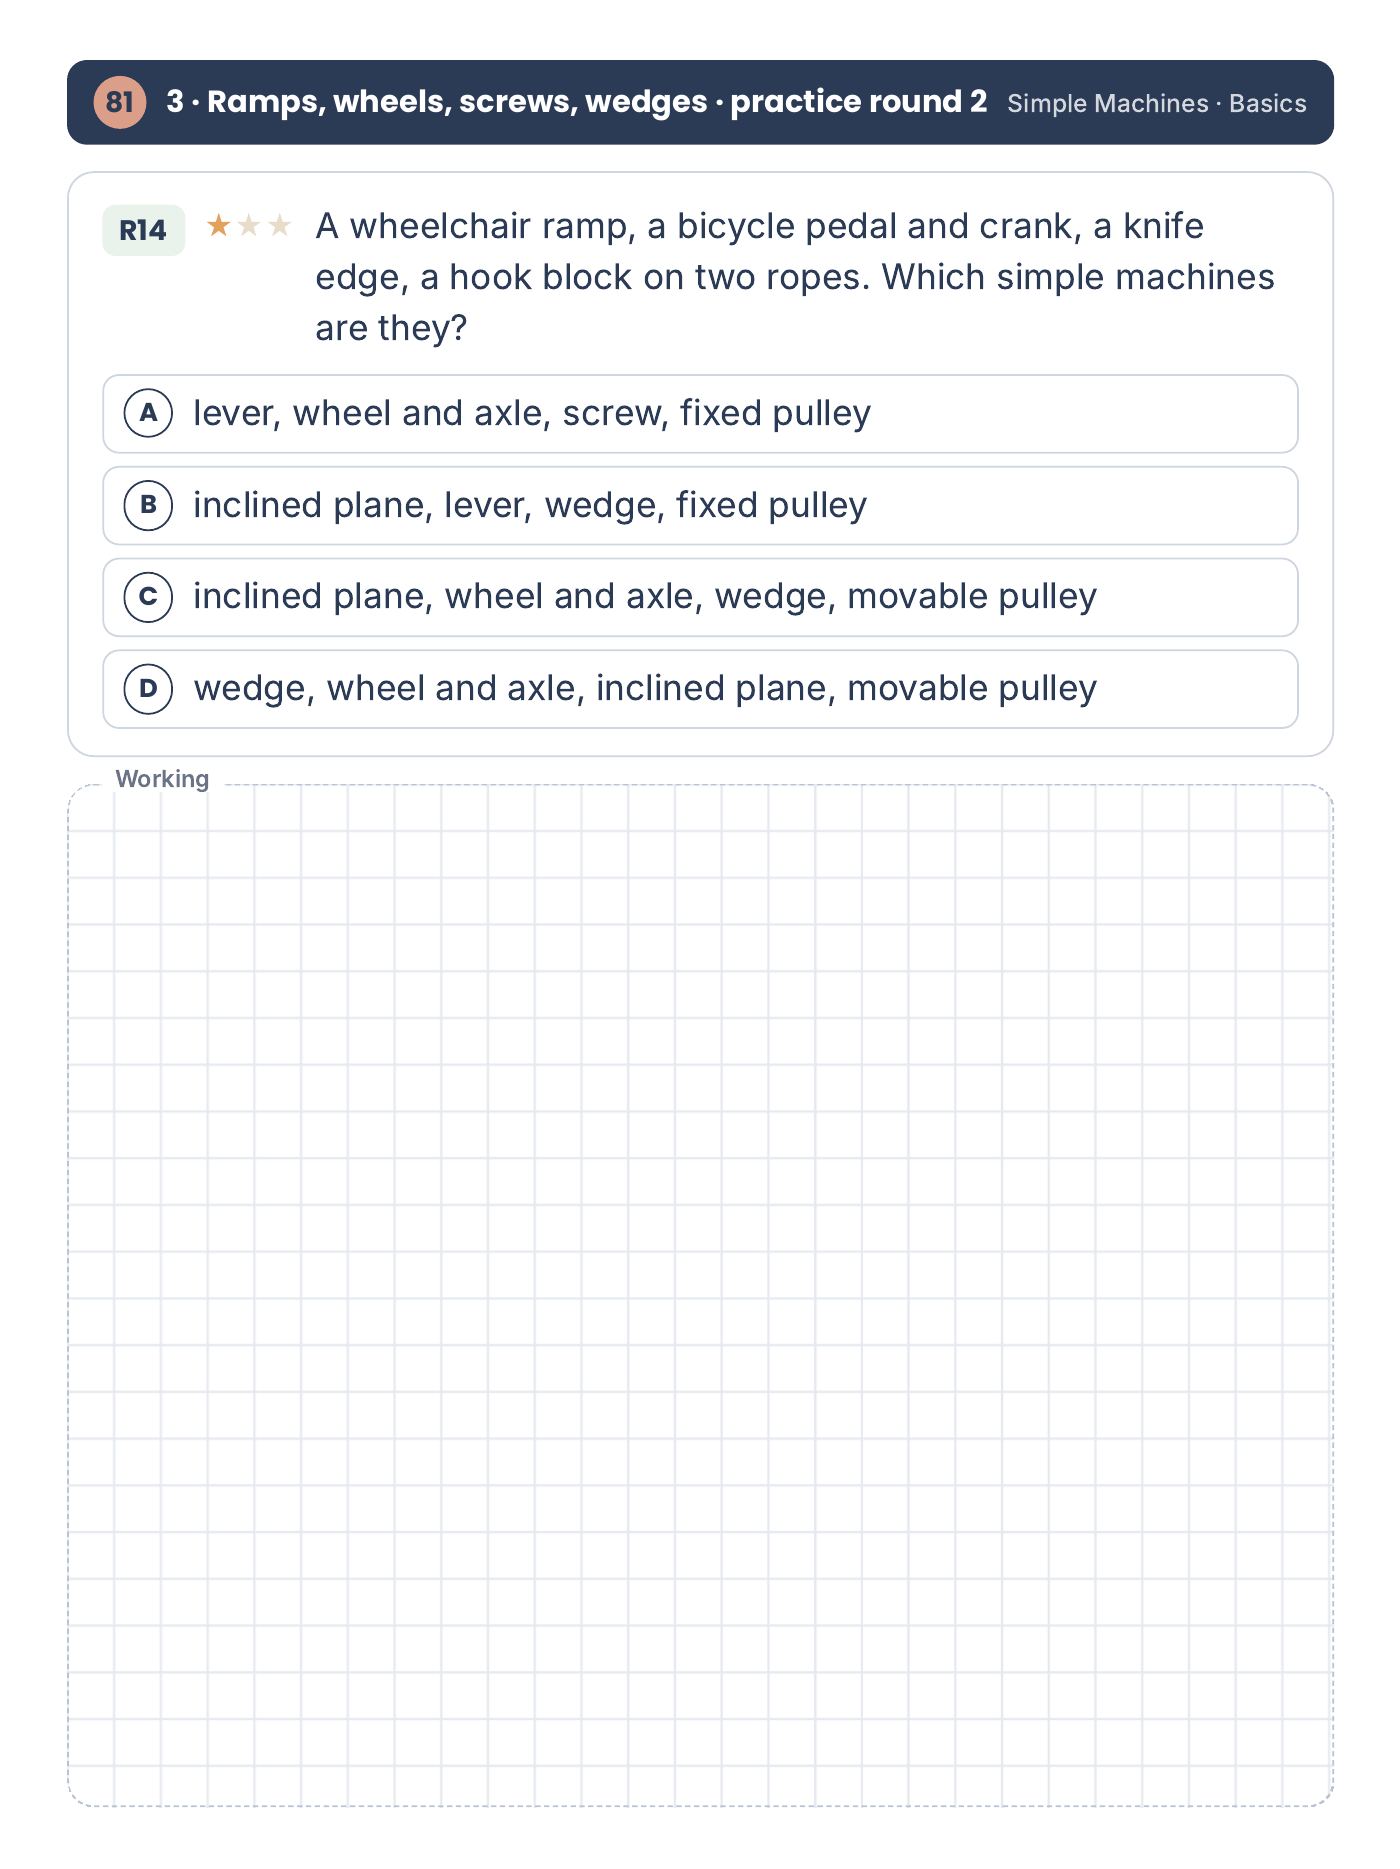 81 3 · Ramps, wheels, screws, wedges · practice round 2 Simple Machines · Basics
R14 ★★★ A wheelchair ramp, a bicycle pedal and crank, a knife
edge, a hook block on two ropes. Which simple machines
are they?
A lever, wheel and axle, screw, fixed pulley
B inclined plane, lever, wedge, fixed pulley
C inclined plane, wheel and axle, wedge, movable pulley
D wedge, wheel and axle, inclined plane, movable pulley
Working